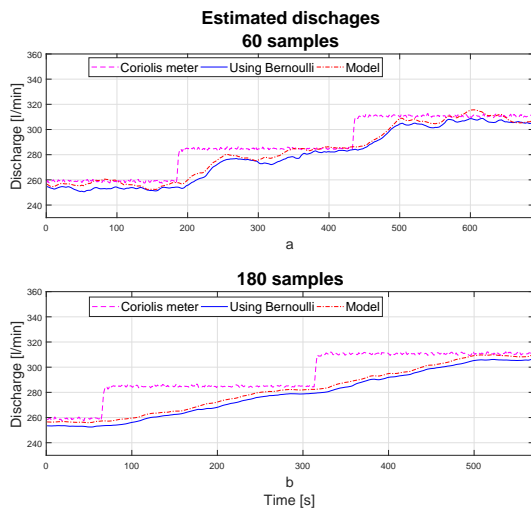 Estimated dischages
60 samples
Coriolis meter Using Bernoulli Model
Discharge [l/min]
360
340
320
300
280
260
240
0 100 200 300 400 500 600
a
180 samples
Coriolis meter Using Bernoulli Model
Discharge [l/min]
360
340
320
300
280
260
240
0 100 200 300 400 500
b
Time [s]